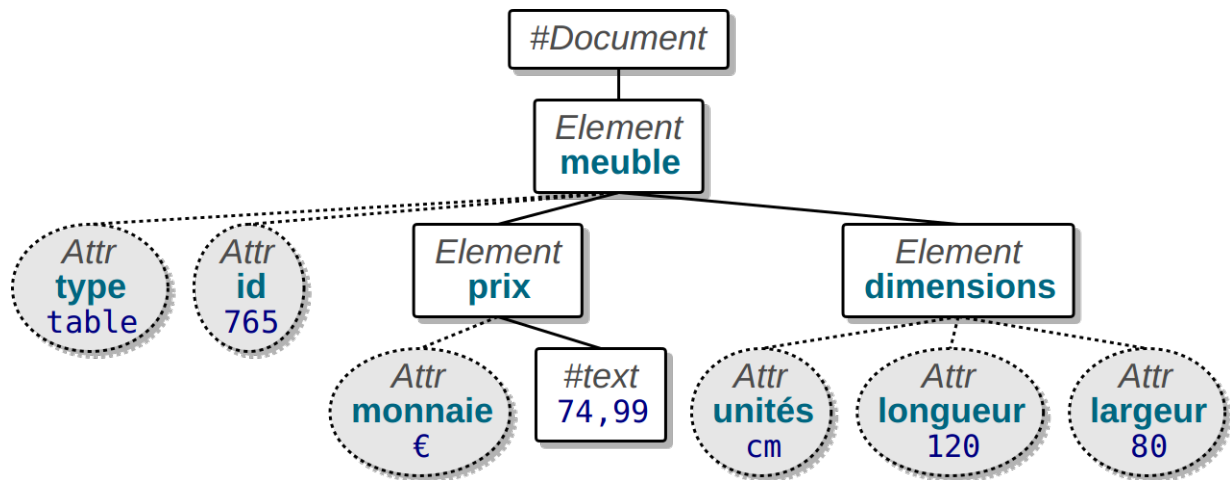 #Document
Element
meuble
Attr
type
table
Attr
id
765
Element
prix
Element
dimensions
Attr
monnaie
€
#text
74,99
Attr
unités
cm
Attr
longueur
120
Attr
largeur
80